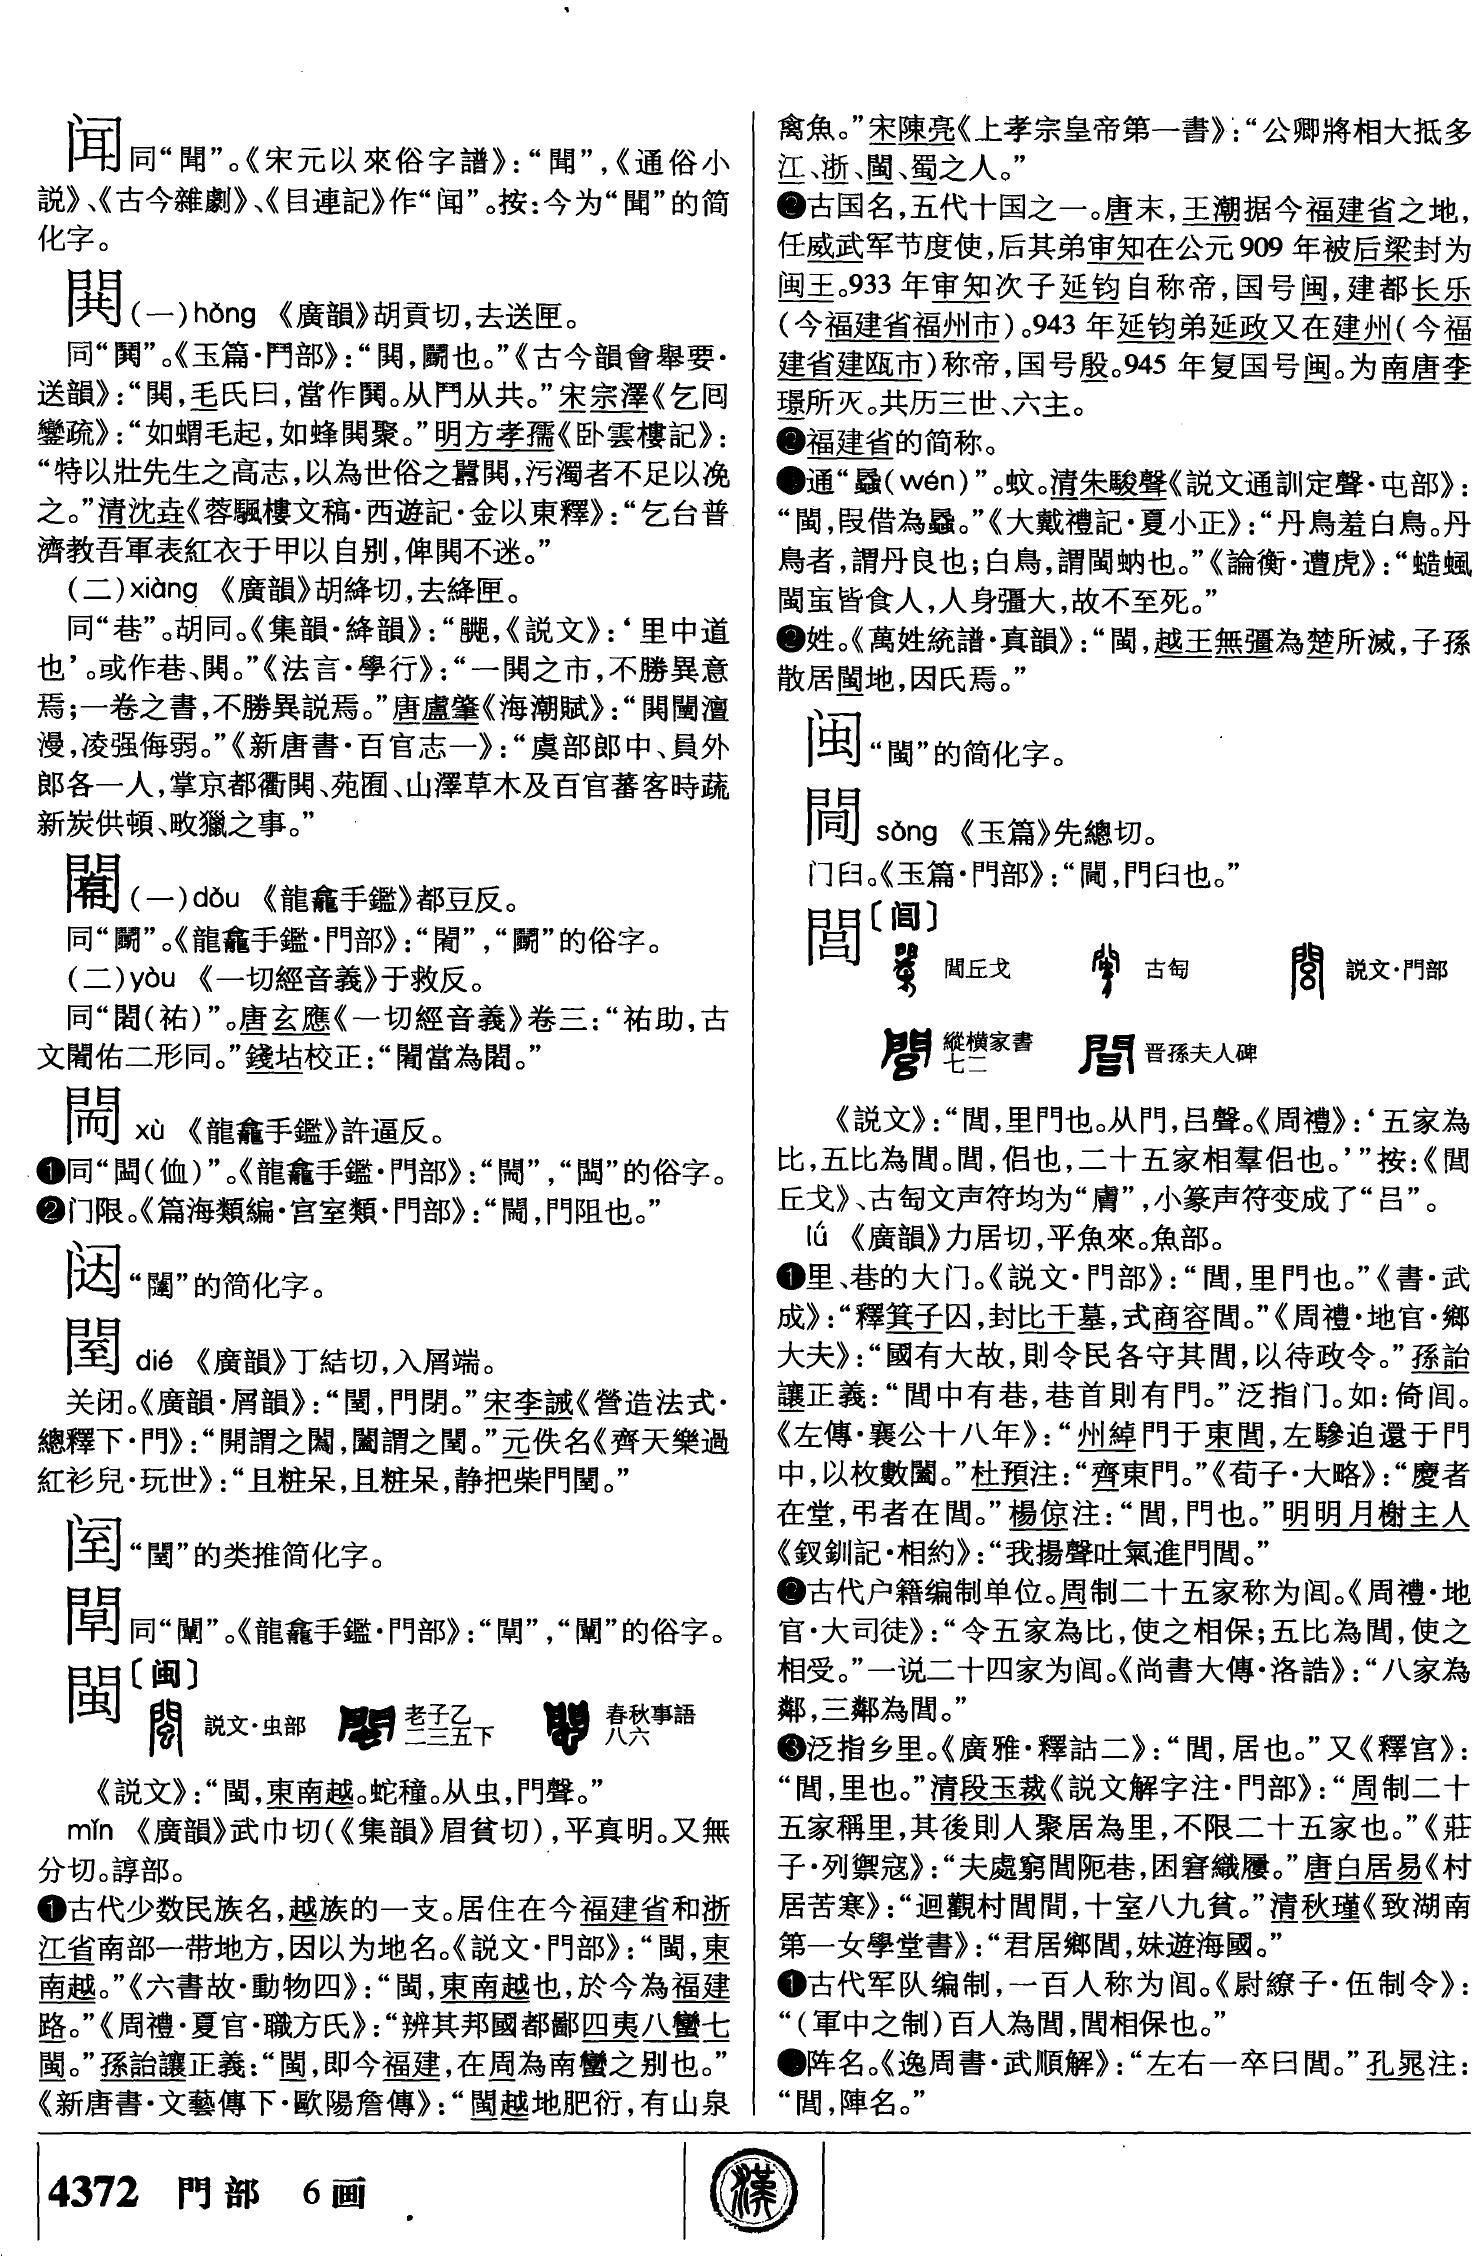 闻同“聞”。《宋元以來俗字譜》：“聞”，《通俗小
説》、《古今雜劇》、《目連記》作“闻”。按：今为“聞”的简
化字。
閧(一)hǒng 《廣韻》胡貢切，去送匣。
同“鬨”。《玉篇·門部》：“閧，鬭也。”《古今韻會舉要·
送韻》：“閧，毛氏曰，當作鬨。从鬥从共。”宋宗澤《乞囘
鑾疏》：“如蝟毛起，如蜂閧聚。”明方孝孺《卧雲樓記》：
“特以壯先生之高志，以為世俗之囂閧，污濁者不足以浼
之。”清沈垚《蓉驅樓文稿·西遊記·金以東釋》：“乞台普
濟教吾軍表紅衣于甲以自别，俾閧不迷。”
(二)xiàng 《廣韻》胡絳切，去絳匣。
同“巷”。胡同。《集韻·絳韻》：“，《説文》：‘里中道
也’。或作巷、閧。”《法言·學行》：“一閧之市，不勝異意
焉；一卷之書，不勝異説焉。”唐盧肇《海潮賦》：“閧闉澶
漫，凌强侮弱。”《新唐書·百官志一》：“虞部郎中、員外
郎各一人，掌京都衢閧、苑囿、山澤草木及百官蕃客時蔬
新炭供頓、畋獵之事。”
䦱(一)dǒu 《龍龕手鑑》都豆反。
同“鬭”。《龍龕手鑑·門部》：“”，“鬭”的俗字。
(二)yòu 《一切經音義》于救反。
同“閎(祐)”。唐玄應《一切經音義》卷三：“祐助，古
文佑二形同。”錢坫校正：“當為。”
xù 《龍龕手鑑》許逼反。
❶同“䦗(侐)”。《龍龕手鑑·門部》：“”，“䦗”的俗字。
❷门限。《篇海類編·宫室類·門部》：“，門阻也。”
闼“闥”的简化字。
閨 dié 《廣韻》丁結切，入屑端。
关闭。《廣韻·屑韻》：“，門閉。”宋李誡《營造法式·
總釋下·門》：“開謂之闓，闔謂之。”元佚名《齊天樂過
紅衫兒·玩世》：“且粧呆，且粧呆，静把柴門。”
“”的类推简化字。
同“闡”。《龍龕手鑑·門部》：“”，“闡”的俗字。
閩〔闽〕
説文·虫部
老子乙
二三五下
春秋事語
八六
《説文》：“閩，東南越。蛇穜。从虫，門聲。”
mǐn 《廣韻》武巾切(《集韻》眉貧切)，平真明。又無
分切。諄部。
❶古代少数民族名，越族的一支。居住在今福建省和浙
江省南部一带地方，因以为地名。《説文·門部》：“閩，東
南越。”《六書故·動物四》：“閩，東南越也，於今為福建
路。”《周禮·夏官·職方氏》：“辨其邦國都鄙四夷八蠻七
閩。”孫詒讓正義：“閩，即今福建，在周為南蠻之别也。”
《新唐書·文藝傳下·歐陽詹傳》：“閩越地肥衍，有山泉
禽魚。”宋陳亮《上孝宗皇帝第一書》：“公卿將相大抵多
江、浙、閩、蜀之人。”
❷古国名，五代十国之一。唐末，王潮据今福建省之地，
任威武军节度使，后其弟审知在公元909年被后梁封为
闽王。933年审知次子延钧自称帝，国号闽，建都长乐
(今福建省福州市)。943年延钧弟延政又在建州(今福
建省建瓯市)称帝，国号殷。945年复国号闽。为南唐李
璟所灭。共历三世、六主。
❷福建省的简称。
通“蟁(wén)”。蚊。清朱駿聲《説文通訓定聲·屯部》：
“閩，叚借為蟁。”《大戴禮記·夏小正》：“丹鳥羞白鳥。丹
鳥者，謂丹良也；白鳥，謂閩蚋也。”《論衡·遭虎》：“蜡蝿
閩䖟皆食人，人身彊大，故不至死。”
❷姓。《萬姓統譜·真韻》：“閩，越王無彊為楚所滅，子孫
散居閩地，因氏焉。”
闽“閩”的简化字。
sǒng 《玉篇》先總切。
门臼。《玉篇·門部》：“，門臼也。”
閭〔闾〕
閭丘戈
古匋
説文·門部
縱横家書
七二
晋孫夫人碑
《説文》：“閭，里門也。从門，吕聲。《周禮》：‘五家為
比，五比為閭。閭，侣也，二十五家相羣侣也。’”按：《閭
丘戈》、古匋文声符均为“膚”，小篆声符变成了“吕”。
lǘ 《廣韻》力居切，平魚來。魚部。
❶里、巷的大门。《説文·門部》：“閭，里門也。”《書·武
成》：“釋箕子囚，封比干墓，式商容閭。”《周禮·地官·鄉
大夫》：“國有大故，則令民各守其閭，以待政令。”孫詒
讓正義：“閭中有巷，巷首則有門。”泛指门。如：倚闾。
《左傳·襄公十八年》：“州綽門于東閭，左驂迫還于門
中，以枚數闔。”杜預注：“齊東門。”《荀子·大略》：“慶者
在堂，弔者在閭。”楊倞注：“閭，門也。”明明月榭主人
《釵釧記·相約》：“我揚聲吐氣進門閭。”
❷古代户籍编制单位。周制二十五家称为闾。《周禮·地
官·大司徒》：“令五家為比，使之相保；五比為閭，使之
相受。”一说二十四家为闾。《尚書大傳·洛誥》：“八家為
鄰，三鄰為閭。”
❸泛指乡里。《廣雅·釋詁二》：“閭，居也。”又《釋宫》：
“閭，里也。”清段玉裁《説文解字注·門部》：“周制二十
五家稱里，其後則人聚居為里，不限二十五家也。”《莊
子·列禦寇》：“夫處窮閭阨巷，困窘織屨。”唐白居易《村
居苦寒》：“迴觀村閭間，十室八九貧。”清秋瑾《致湖南
第一女學堂書》：“君居鄉閭，妹遊海國。”
❶古代军队编制，一百人称为闾。《尉繚子·伍制令》：
“(軍中之制)百人為閭，閭相保也。”
阵名。《逸周書·武順解》：“左右一卒曰閭。”孔晁注：
“閭，陣名。”
4372 門部 6画
漢